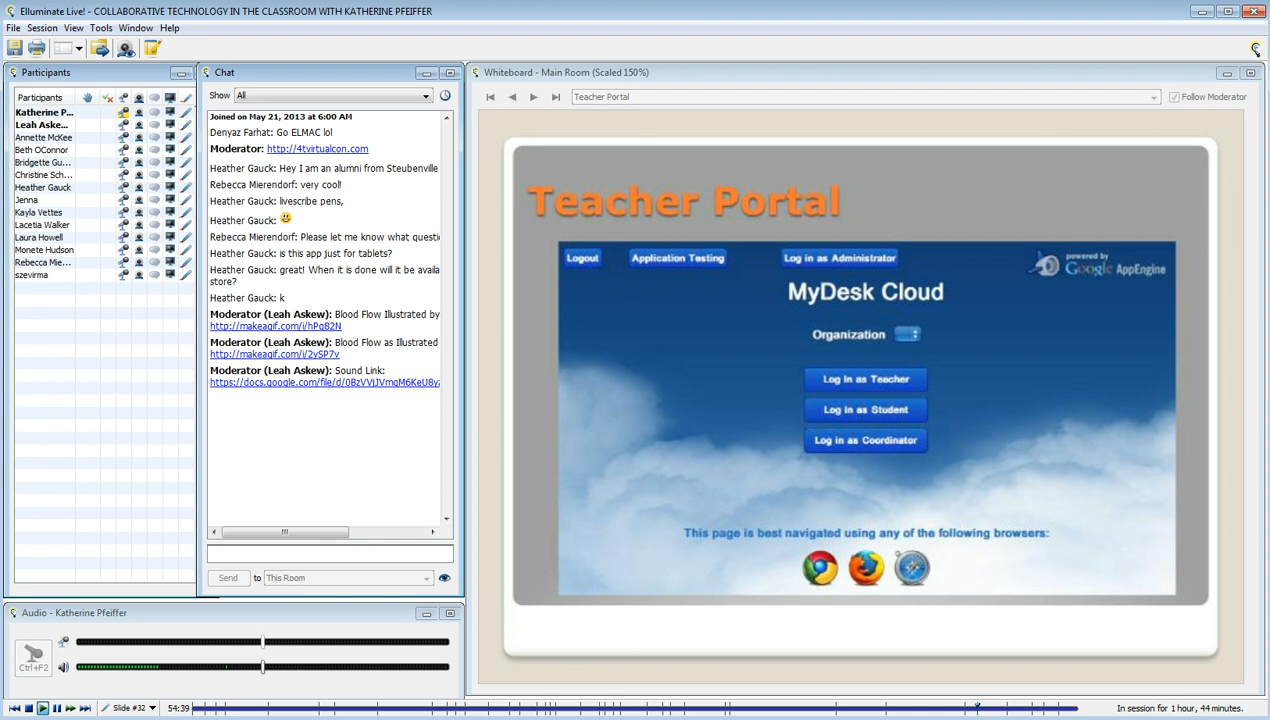 Elluminate Live! - COLLABORATIVE TECHNOLOGY IN THE CLASSROOM WITH KATHERINE PFEIFFER
File Session View Tools Window Help
Participants
Participants
Katherine P...
Leah Aske...
Annette McKee
Beth OConnor
Bridgette Gu...
Christine Sch...
Heather Gauck
Jenna
Kayla Vettes
Lacetia Walker
Laura Howell
Monete Hudson
Rebecca Mie...
szevirma
Chat
Show All
Joined on May 21, 2013 at 6:00 AM
Denyaz Farhat: Go ELMAC lol
Moderator: http://4tvirtualcon.com
Heather Gauck: Hey I am an alumni from Steubenville
Rebecca Mierendorf: very cool!
Heather Gauck: livescribe pens,
Heather Gauck:
Rebecca Mierendorf: Please let me know what questi
Heather Gauck: is this app just for tablets?
Heather Gauck: great! When it is done will it be availa
store?
Heather Gauck: k
Moderator (Leah Askew): Blood Flow Illustrated by
http://makeagif.com/i/hPq82N
Moderator (Leah Askew): Blood Flow as Illustrated
http://makeagif.com/i/2vSP7v
Moderator (Leah Askew): Sound Link:
Send to This Room
Audio - Katherine Pfeiffer
Ctrl+F2
Whiteboard - Main Room (Scaled 150%)
Teacher Portal
Follow Moderator
Teacher Portal
Logout Application Testing Log in as Administrator
powered by
Google AppEngine
MyDesk Cloud
Organization
Log in as Teacher
Log in as Student
Log in as Coordinator
This page is best navigated using any of the following browsers:
Slide #32 54:39
In session for 1 hour, 44 minutes.